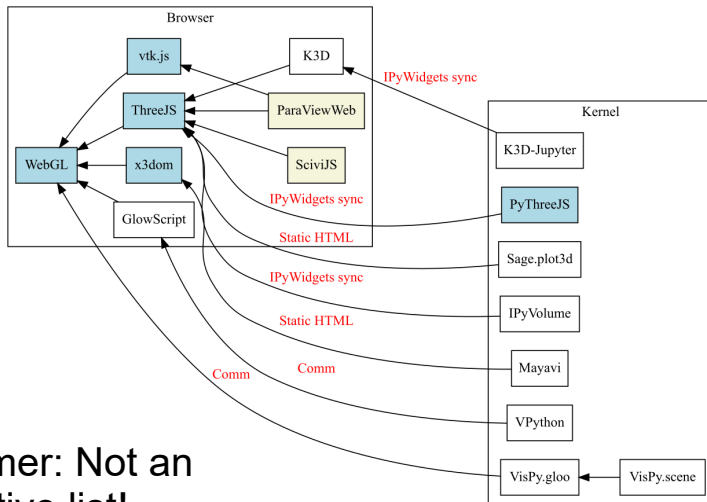 Browser
vtk.js
K3D
IPyWidgets sync
ThreeJS
ParaViewWeb
Kernel
K3D-Jupyter
WebGL
x3dom
SciviJS
IPyWidgets sync
PyThreeJS
GlowScript
Static HTML
Sage.plot3d
IPyWidgets sync
IPyVolume
Static HTML
Mayavi
Comm
Comm
VPython
mer: Not an
VisPy.gloo
VisPy.scene
tive list!